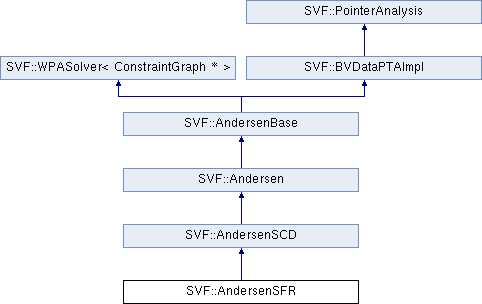 SVF::PointerAnalysis
SVF::WPASolver< ConstraintGraph * >
SVF::BVDataPTAImpl
SVF::AndersenBase
SVF::Andersen
SVF::AndersenSCD
SVF::AndersenSFR